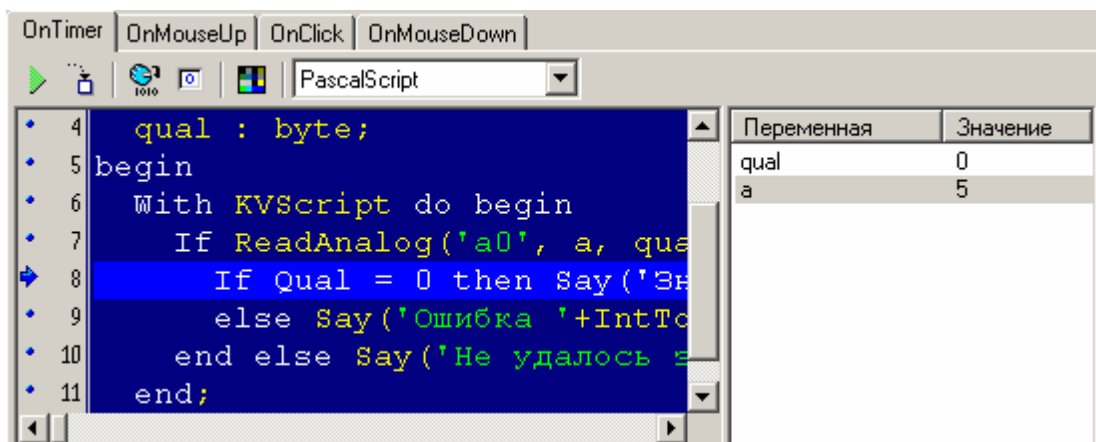 OnTimer OnMouseUp OnClick OnMouseDown
1010 0 PascalScript
Переменная Значение
qual 0
a 5
4 qual : byte;
5 begin
6 With KVScript do begin
7 If ReadAnalog('a0', a, qua
8 If Qual = 0 then Say('Зн
9 else Say('Ошибка '+IntTo
10 end else Say('Не удалось
11 end;